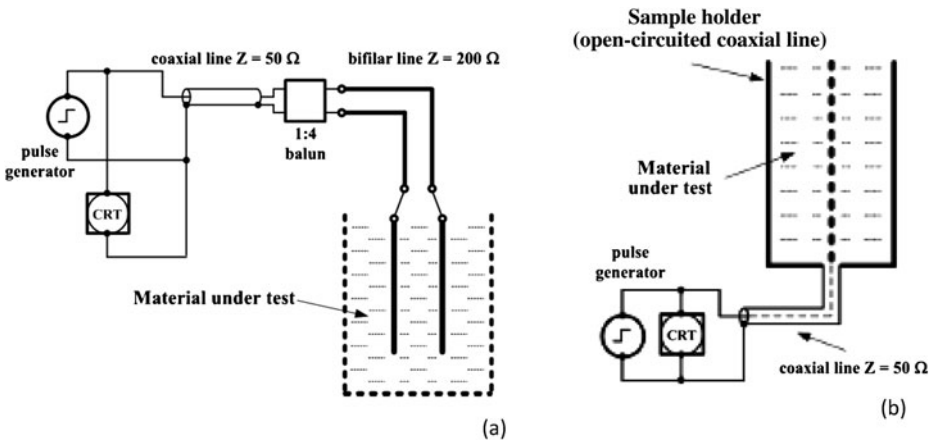 coaxial line Z = 50 Ω
bifilar line Z = 200 Ω
1:4
balun
pulse
generator
CRT
Material under test
(a)
Sample holder
(open-circuited coaxial line)
Material
under test
pulse
generator
CRT
coaxial line Z = 50 Ω
(b)